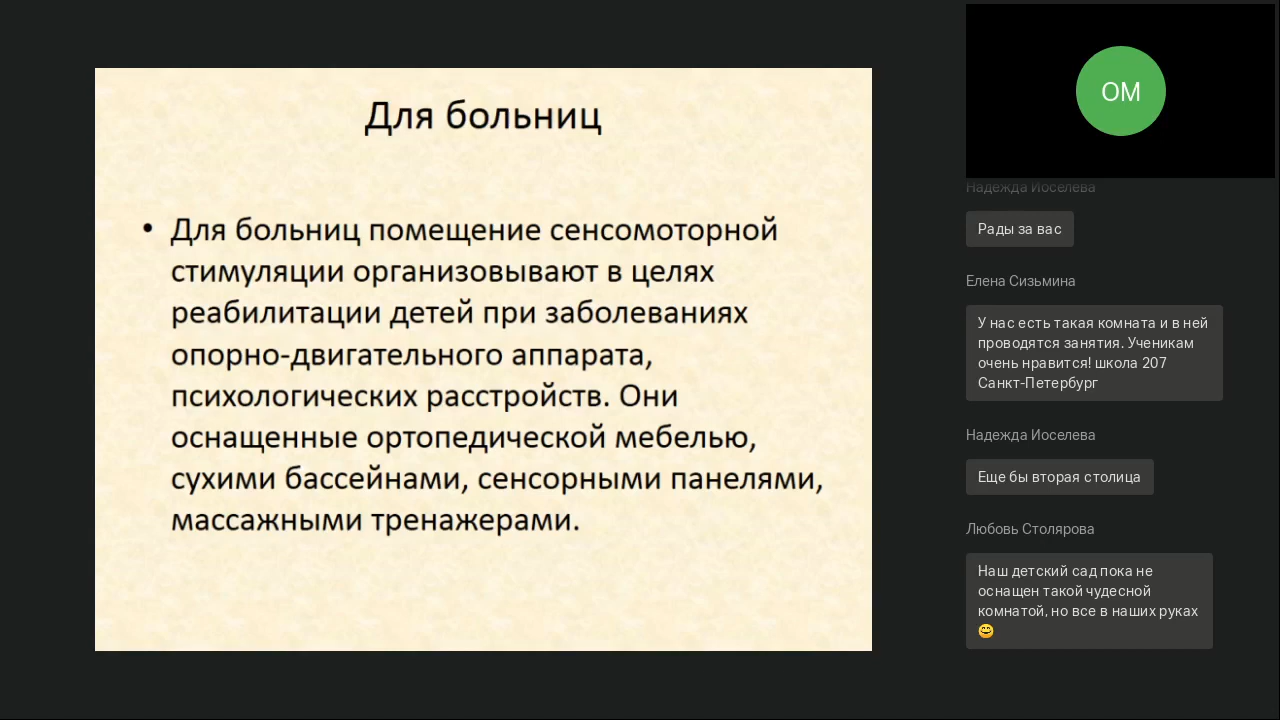 Для больниц
• Для больниц помещение сенсомоторной
стимуляции организовывают в целях
реабилитации детей при заболеваниях
опорно-двигательного аппарата,
психологических расстройств. Они
оснащенные ортопедической мебелью,
сухими бассейнами, сенсорными панелями,
массажными тренажерами.
ОМ
Надежда Иоселева
Рады за вас
Елена Сизьмина
У нас есть такая комната и в ней
проводятся занятия. Ученикам
очень нравится! школа 207
Санкт-Петербург
Надежда Иоселева
Еще бы вторая столица
Любовь Столярова
Наш детский сад пока не
оснащен такой чудесной
комнатой, но все в наших руках
😊